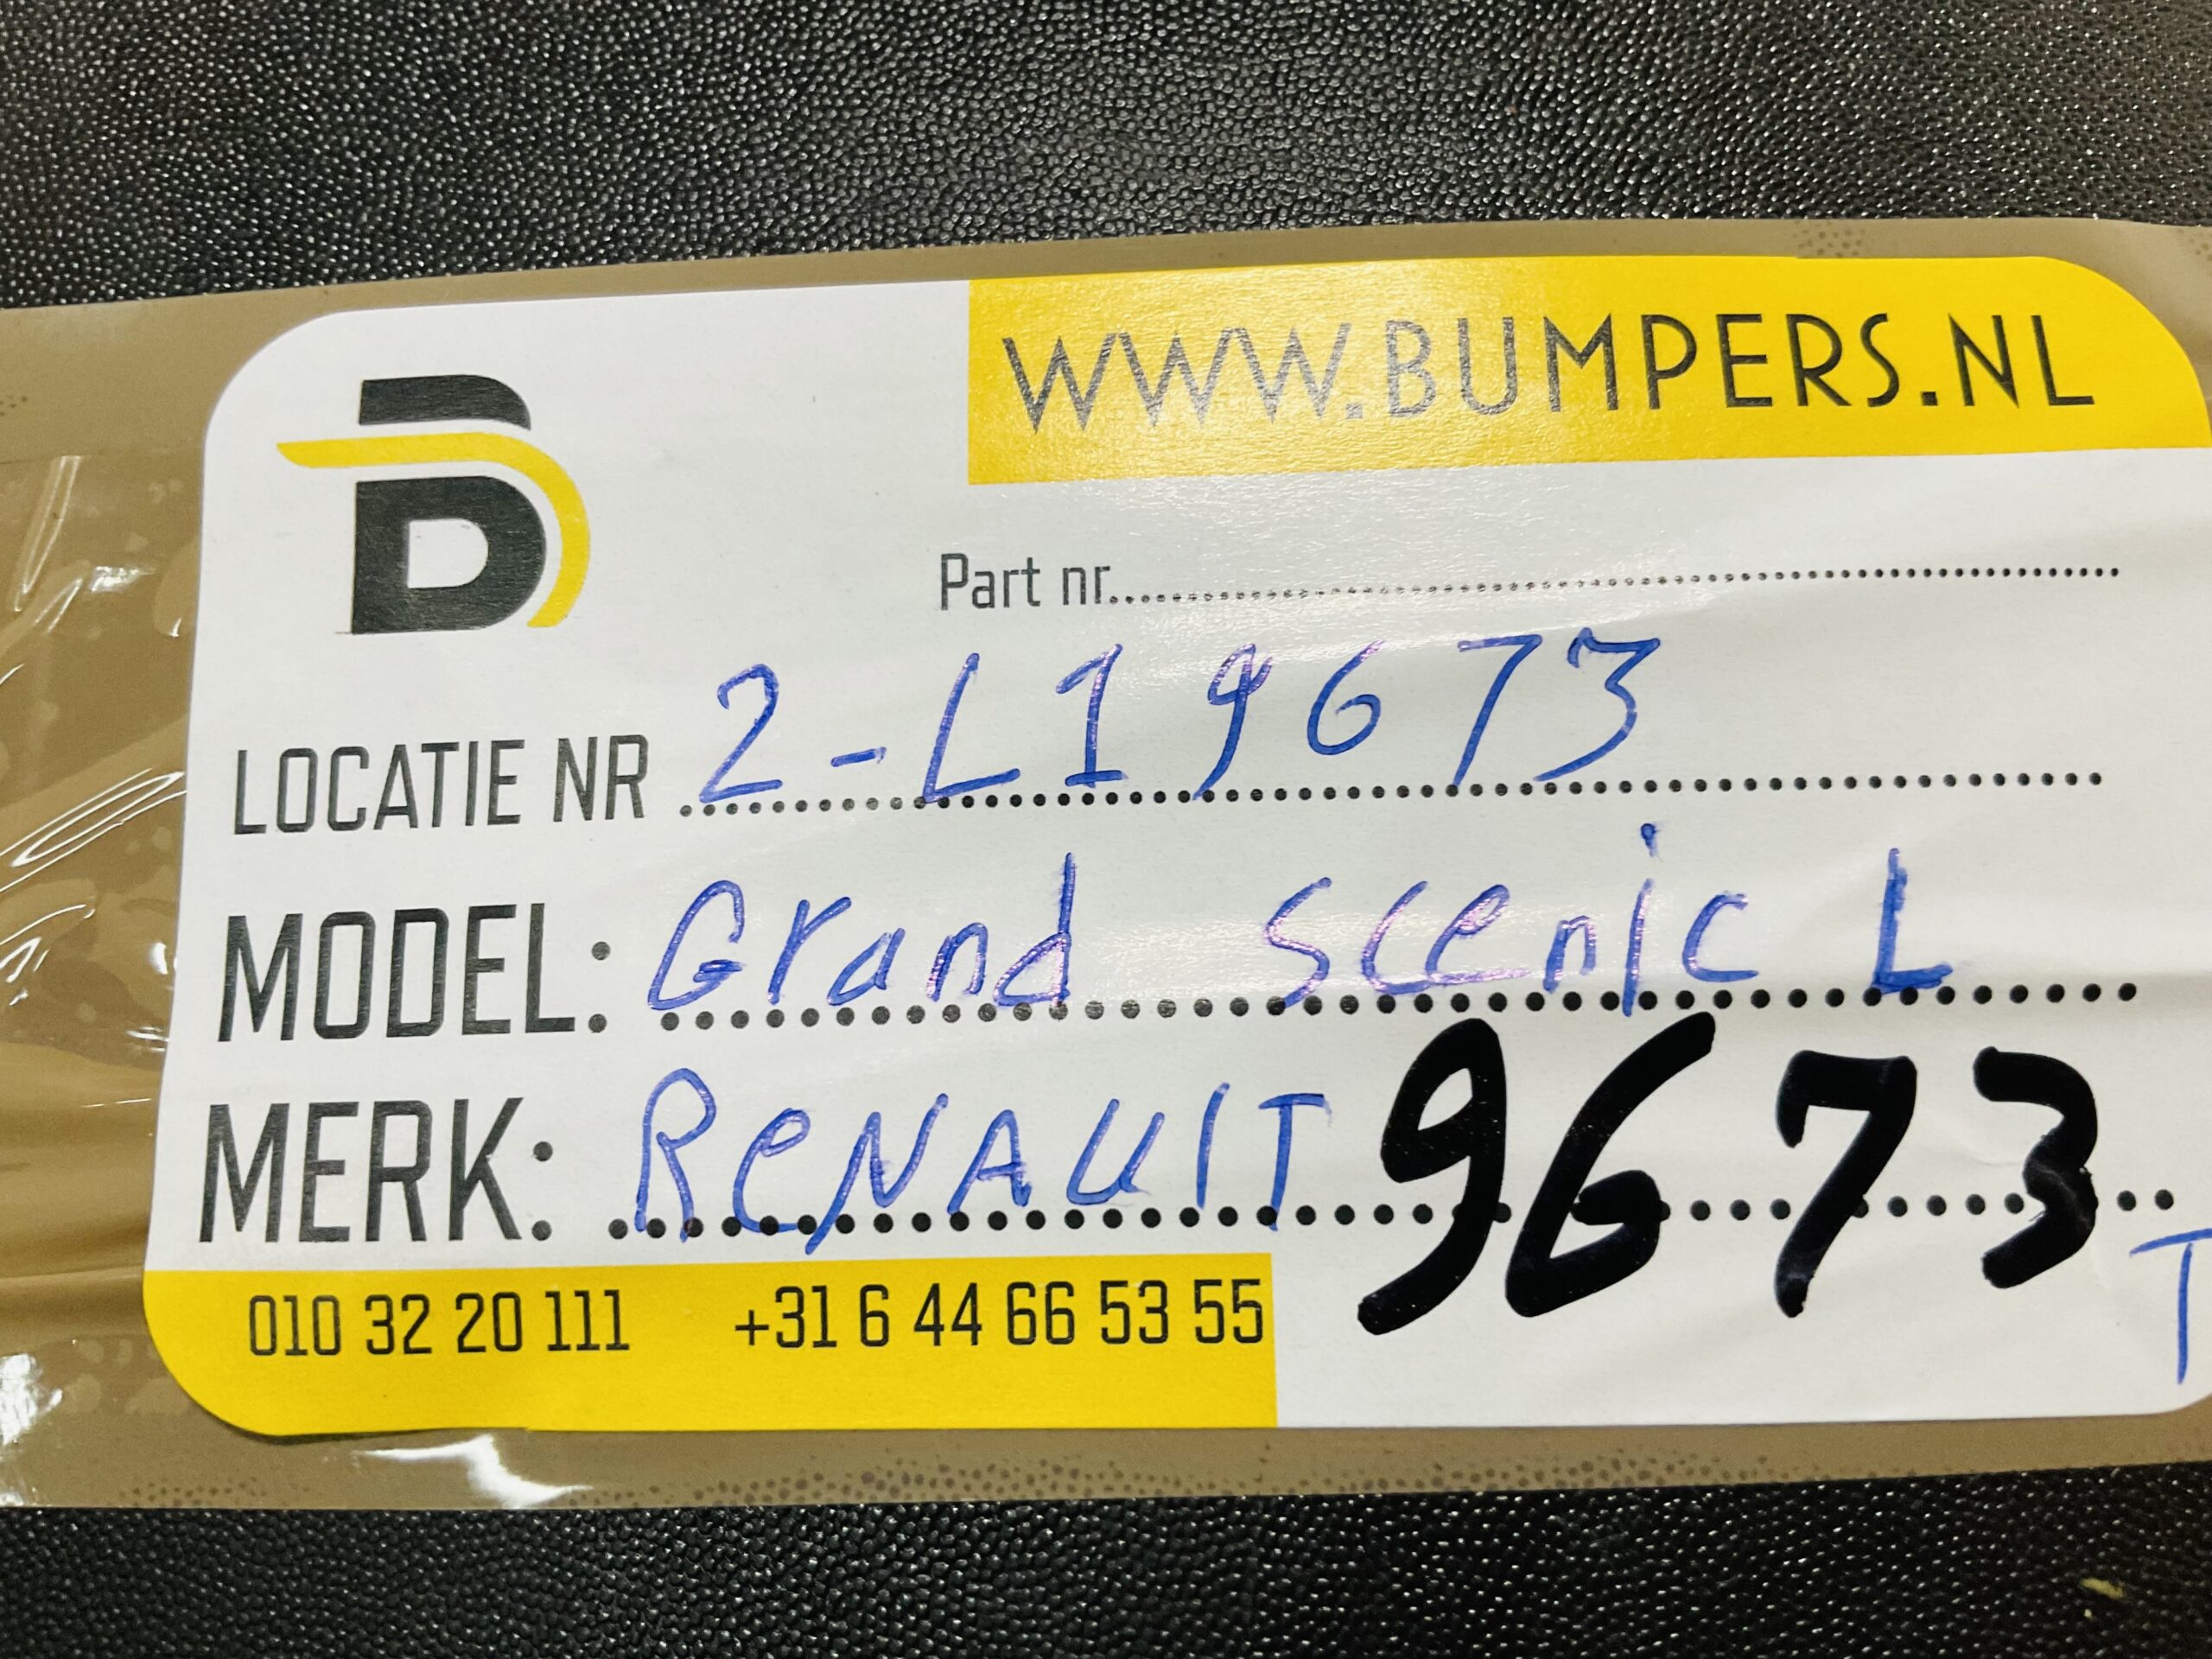 B
WWW.BUMPERS.NL
Part nr........................
LOCATIE NR 2-L19673
MODEL: Grand scenic L
MERK: ReNAUlT 9673
T
010 32 20 111 +31 6 44 66 53 55